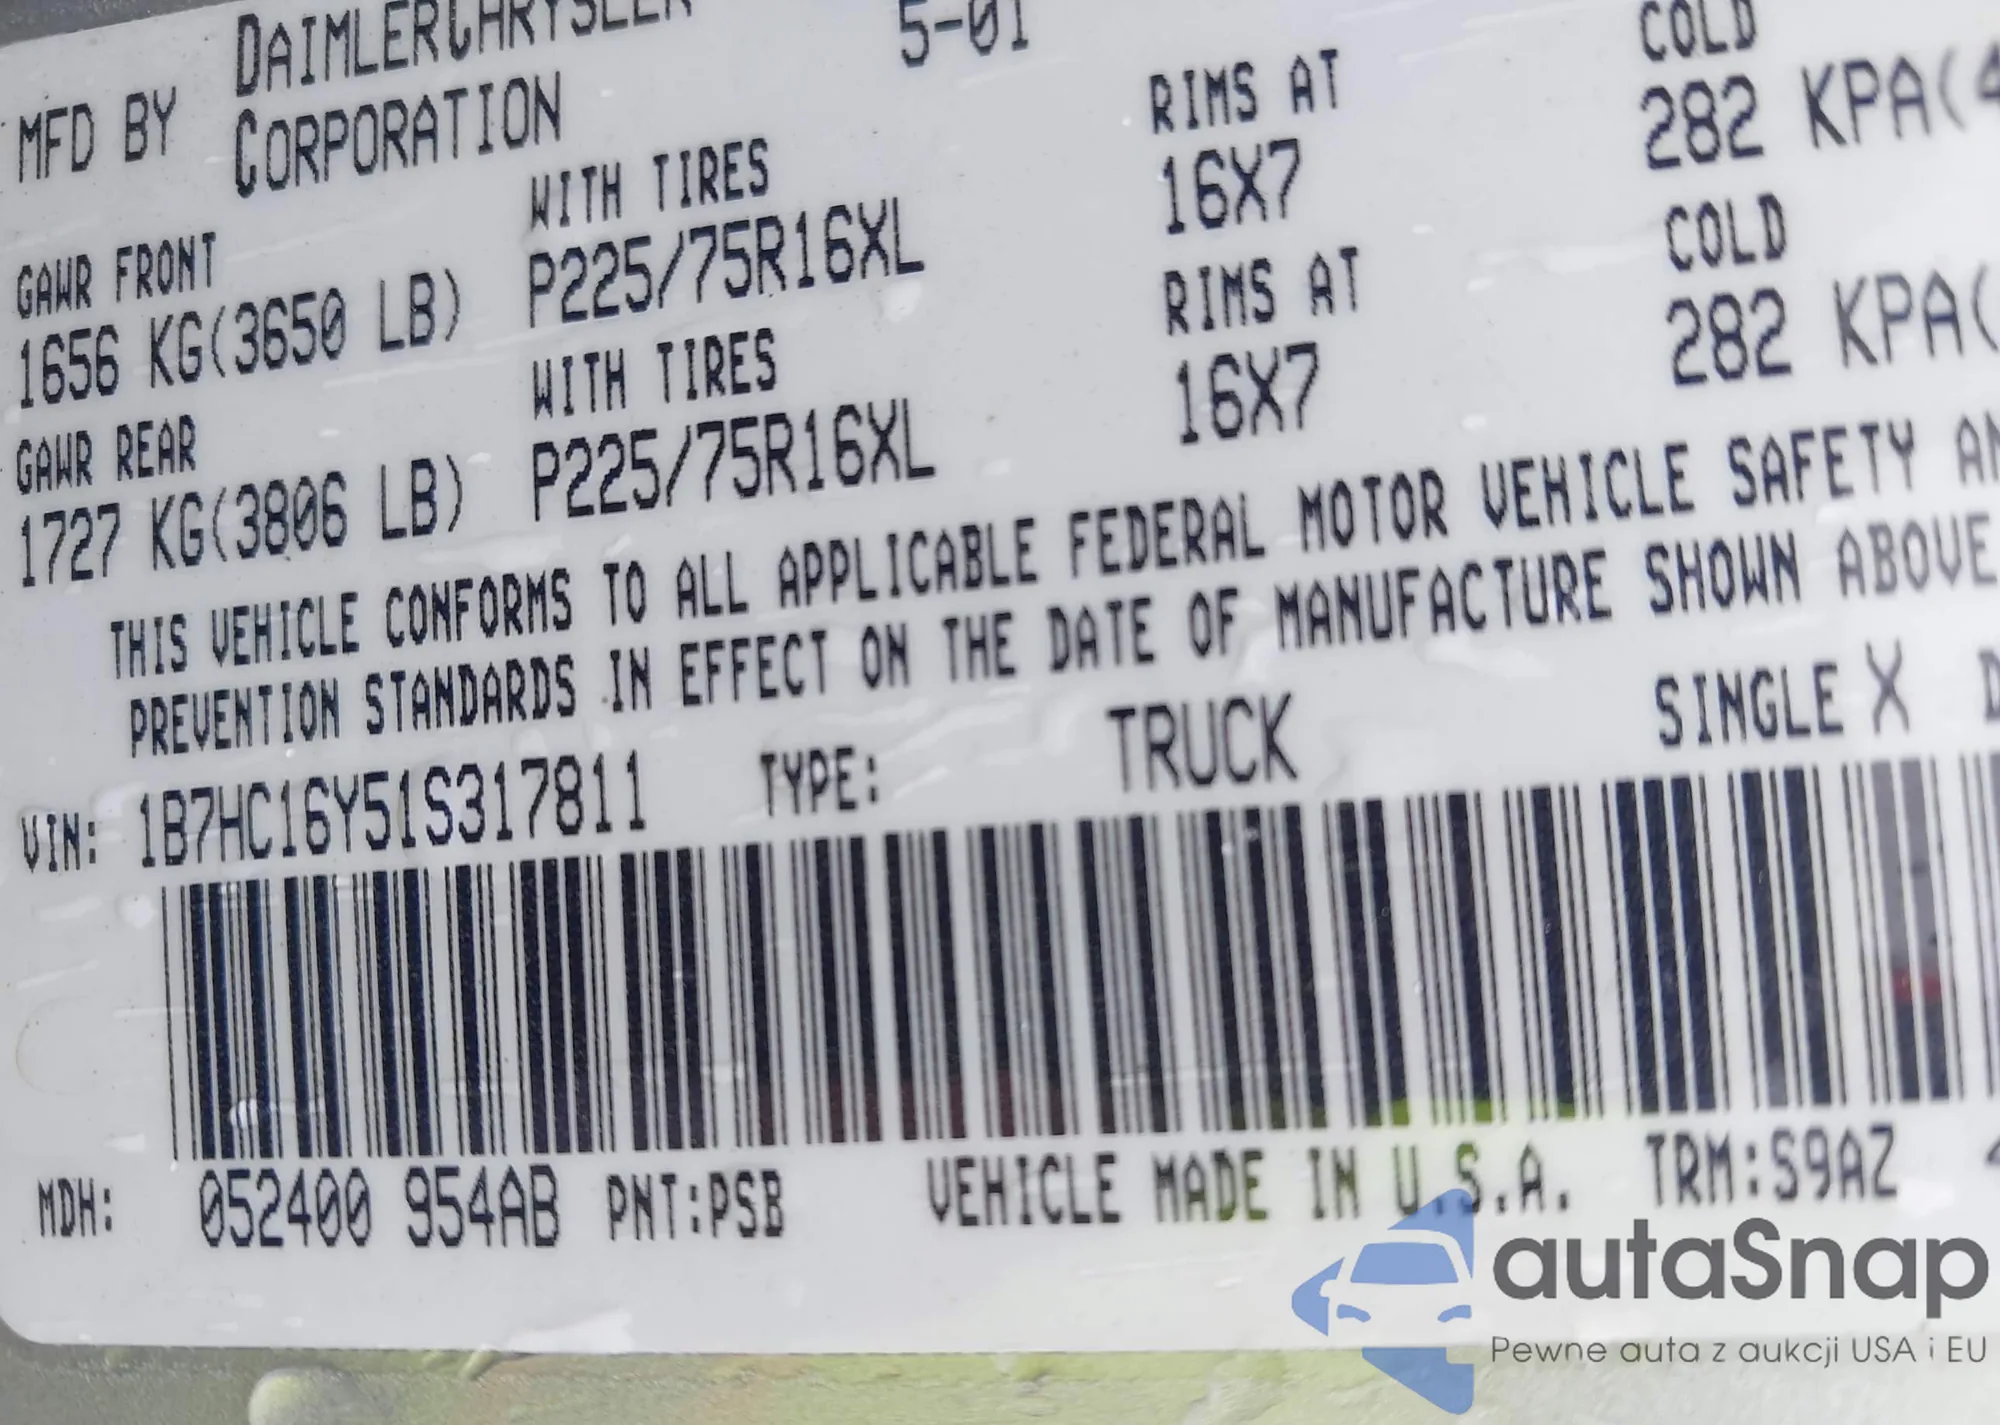 MFD BY DAIMLERCHRYSLER CORPORATION 5-01
GAWR FRONT WITH TIRES RIMS AT COLD
1656 KG(3650 LB) P225/75R16XL 16X7 282 KPA(4
GAWR REAR WITH TIRES RIMS AT COLD
1727 KG(3806 LB) P225/75R16XL 16X7 282 KPA(
THIS VEHICLE CONFORMS TO ALL APPLICABLE FEDERAL MOTOR VEHICLE SAFETY AN
PREVENTION STANDARDS IN EFFECT ON THE DATE OF MANUFACTURE SHOWN ABOVE
VIN: 1B7HC16Y51S317811 TYPE: TRUCK SINGLE X D
MDH: 052400 954AB PNT:PSB VEHICLE MADE IN U.S.A. TRM:S9AZ
autaSnap
Pewne auta z aukcji USA i EU